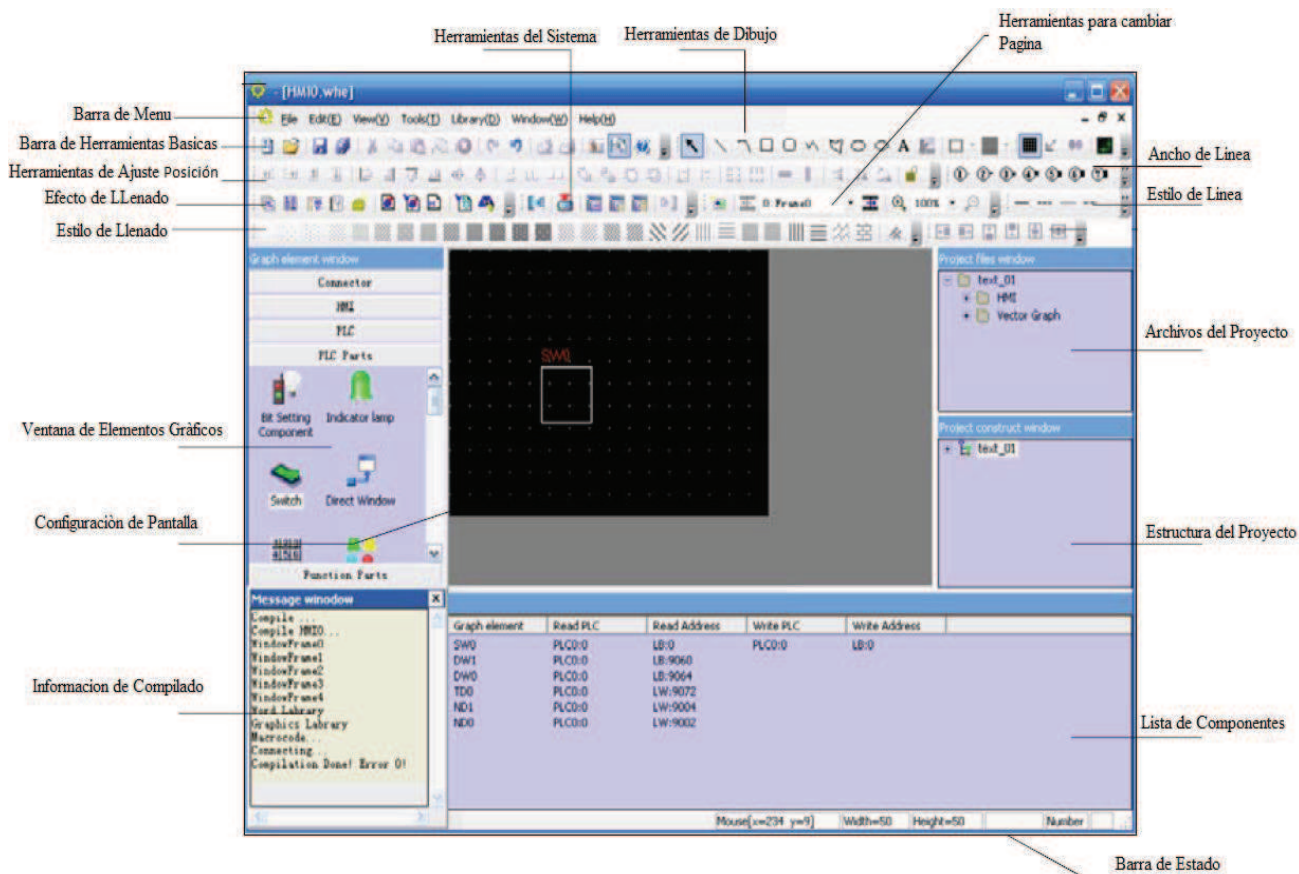 Herramientas del Sistema
Herramientas de Dibujo
Herramientas para cambiar
Pagina
- [HMI0.whe]
Barra de Menu
File Edit(E) View(V) Tools(T) Library(D) Window(W) Help(H)
Barra de Herramientas Basicas
Herramientas de Ajuste Posición
Ancho de Linea
Efecto de LLenado
0:Frame0
100%
Estilo de Linea
Estilo de Llenado
Graph element window
Connector
HMI
PLC
PLC Parts
Bit Setting
Component
Indicator lamp
Switch
Direct Window
Function Parts
Ventana de Elementos Gràficos
Configuraciòn de Pantalla
SW0
Project files window
text_01
HMI
Vector Graph
Archivos del Proyecto
Project construct window
text_01
Estructura del Proyecto
Message winodow
Compile ...
Compile HMI0...
WindowFrame0
WindowFrame1
WindowFrame2
WindowFrame3
WindowFrame4
Word Labrary
Graphics Labrary
Macrocode...
Connecting...
Compilation Done! Error 0!
Informacion de Compilado
Graph element Read PLC Read Address Write PLC Write Address
SW0 PLC0:0 LB:0 PLC0:0 LB:0
DW1 PLC0:0 LB:9060
DW0 PLC0:0 LB:9064
TD0 PLC0:0 LW:9072
ND1 PLC0:0 LW:9004
ND0 PLC0:0 LW:9002
Lista de Componentes
Mouse[x=234 y=9] Width=50 Height=50 Number
Barra de Estado